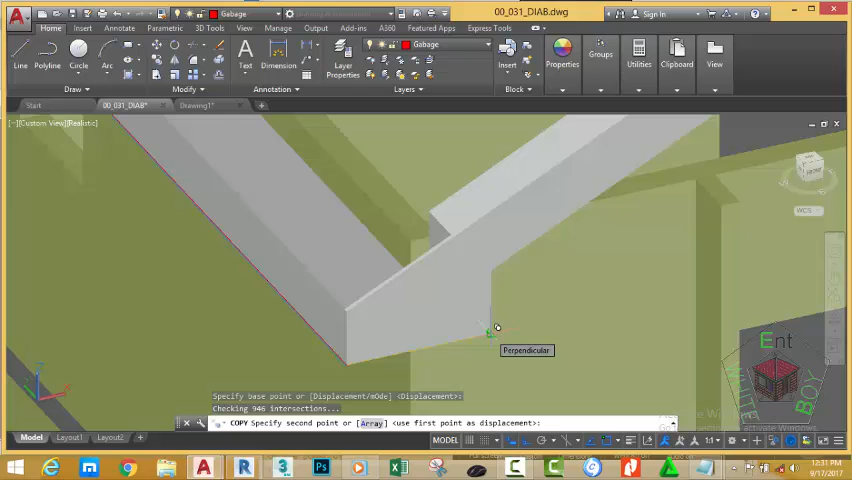 Gabage
00_031_DIAB.dwg
Sign In
Home Insert Annotate Parametric 3D Tools View Manage Output Add-ins A360 Featured Apps Express Tools
Line Polyline Circle Arc
Text Dimension
Layer Properties
Gabage
Insert
Properties
Groups
Utilities
Clipboard
View
Draw Modify Annotation Layers Block
Start 00_031_DIAB* Drawing1*
[−][Custom View][Realistic]
FRONT
WCS
Perpendicular
Ent
BOY
Specify base point or [Displacement/mOde] <Displacement>:
Checking 946 intersections...
COPY Specify second point or [Array] <use first point as displacement>:
Model Layout1 Layout2
MODEL
1:1
12:31 PM
9/17/2017